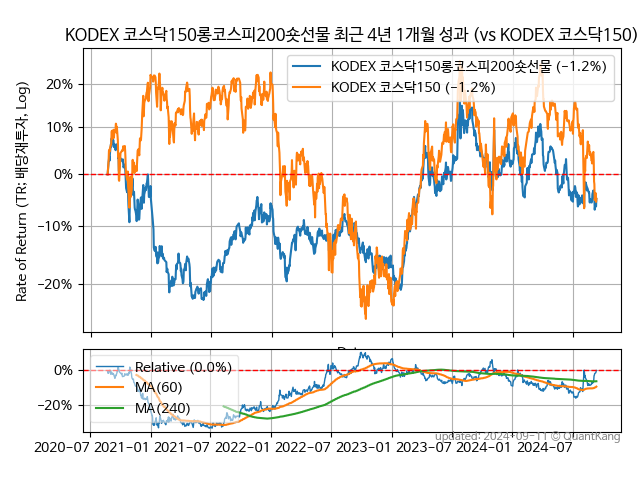 KODEX 코스닥150롱코스피200숏선물 최근 4년 1개월 성과 (vs KODEX 코스닥150)
Rate of Return (TR: 배당재투자, Log)
20%
10%
0%
−10%
−20%
KODEX 코스닥150롱코스피200숏선물 (−1.2%)
KODEX 코스닥150 (−1.2%)
0%
−20%
Relative (0.0%)
MA(60)
MA(240)
2020−07 2021−01 2021−07 2022−01 2022−07 2023−01 2023−07 2024−01 2024−07
updated: 2024−09−11 © QuantKang